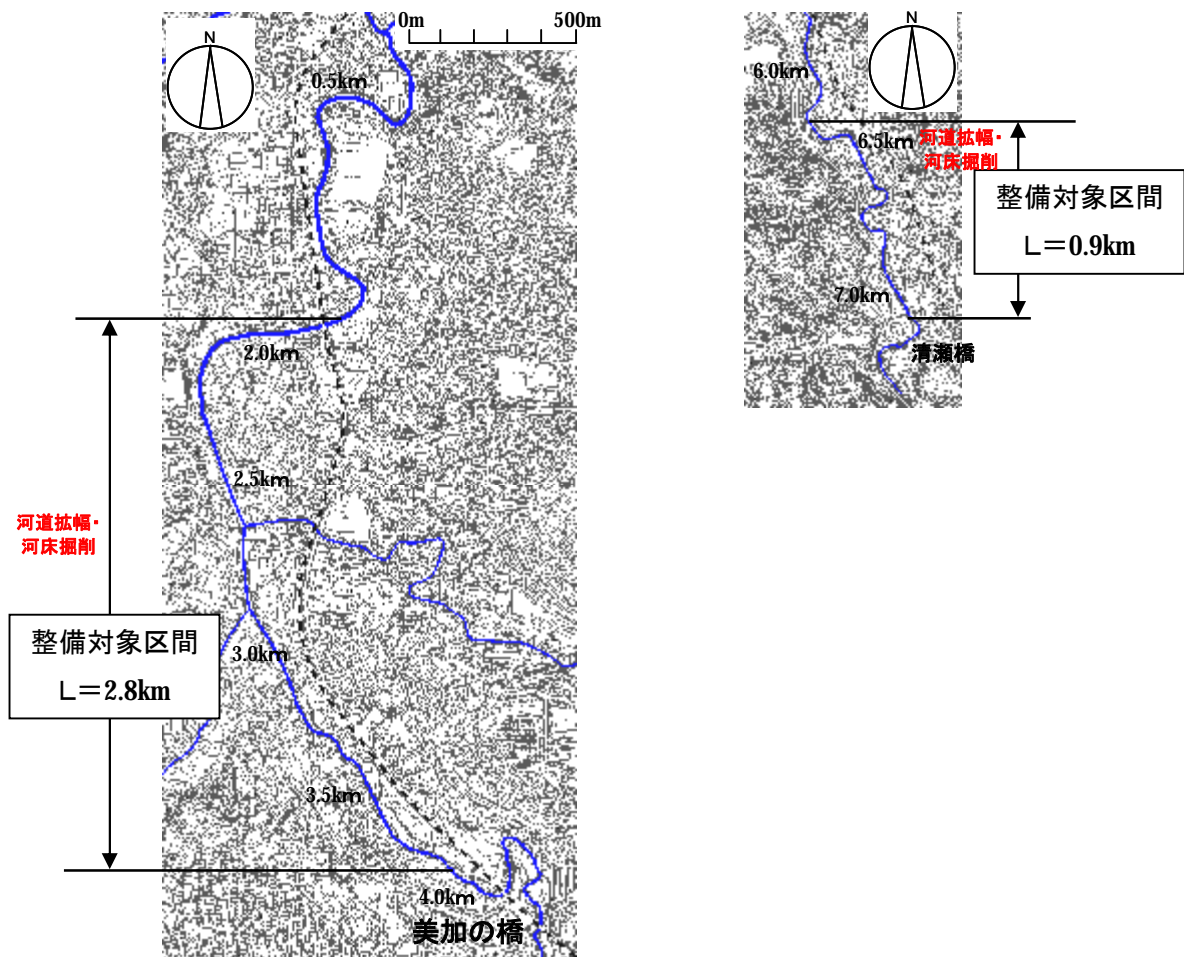 0m 500m
N
0.5km
2.0km
2.5km
河道拡幅・
河床掘削
整備対象区間
L=2.8km
3.0km
3.5km
4.0km
美加の橋
N
6.0km
6.5km
河道拡幅・
河床掘削
整備対象区間
L=0.9km
7.0km
清瀬橋